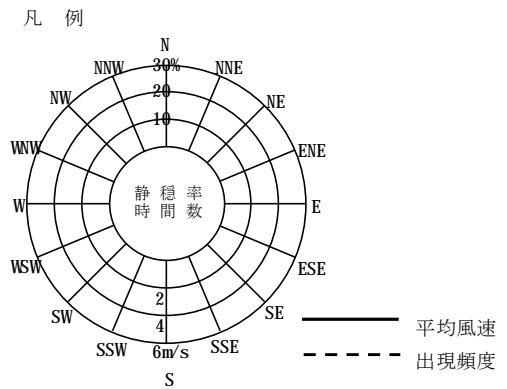 凡 例
N
NNW 30% NNE
NW 20 NE
10
WNW ENE
静 穏 率
W 時 間 数 E
WSW ESE
2
SW 4 SE
SSW 6m/s SSE
S
平均風速
出現頻度